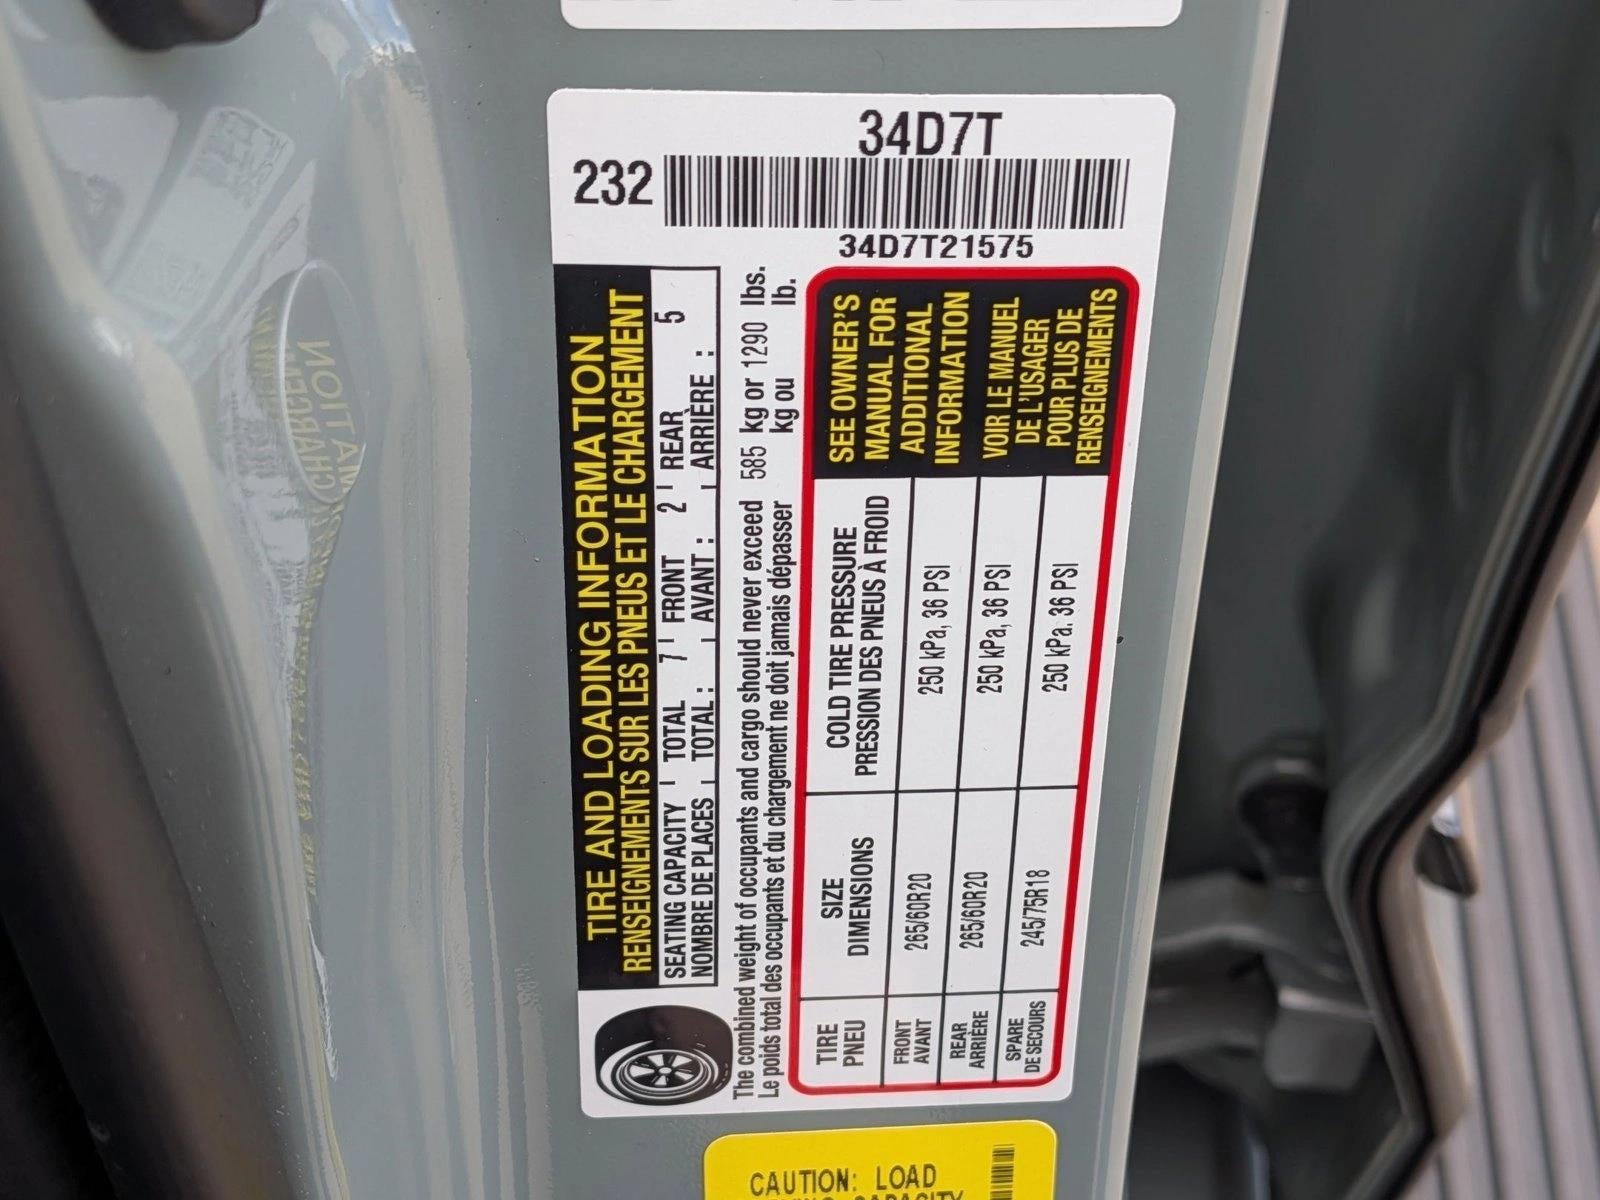 34D7T
232
34D7T21575
TIRE AND LOADING INFORMATION
RENSEIGNEMENTS SUR LES PNEUS ET LE CHARGEMENT
SEATING CAPACITY TOTAL 7 FRONT 2 REAR 5
NOMBRE DE PLACES TOTAL : AVANT : ARRIÈRE :
The combined weight of occupants and cargo should never exceed 585 kg or 1290 lbs.
Le poids total des occupants et du chargement ne doit jamais dépasser kg ou lb.
TIRE SIZE COLD TIRE PRESSURE
PNEU DIMENSIONS PRESSION DES PNEUS À FROID
FRONT
AVANT
265/60R20 250 kPa, 36 PSI
REAR
ARRIÈRE
265/60R20 250 kPa, 36 PSI
SPARE
DE SECOURS
245/75R18 250 kPa. 36 PSI
SEE OWNER'S
MANUAL FOR
ADDITIONAL
INFORMATION
VOIR LE MANUEL
DE L'USAGER
POUR PLUS DE
RENSEIGNEMENTS
CAUTION: LOAD